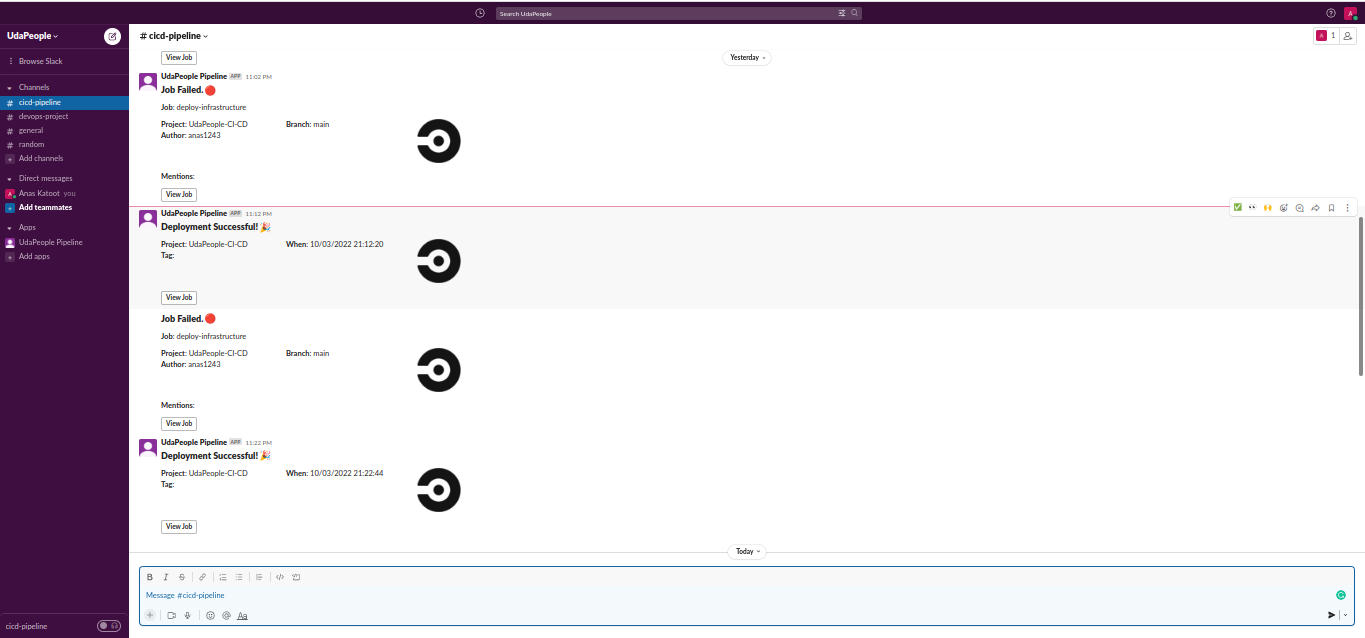 Search UdaPeople
A
UdaPeople
Browse Slack
Channels
# cicd-pipeline
# devops-project
# general
# random
+ Add channels
Direct messages
A Anas Katoot you
Add teammates
Apps
UdaPeople Pipeline
+ Add apps
cicd-pipeline
# cicd-pipeline
A 1
View Job
Yesterday
UdaPeople Pipeline APP 11:02 PM
Job Failed. 🔴
Job: deploy-infrastructure
Project: UdaPeople-CI-CD Branch: main
Author: anas1243
Mentions:
View Job
UdaPeople Pipeline APP 11:12 PM
Deployment Successful! 🎉
Project: UdaPeople-CI-CD When: 10/03/2022 21:12:20
Tag:
View Job
Job Failed. 🔴
Job: deploy-infrastructure
Project: UdaPeople-CI-CD Branch: main
Author: anas1243
Mentions:
View Job
UdaPeople Pipeline APP 11:22 PM
Deployment Successful! 🎉
Project: UdaPeople-CI-CD When: 10/03/2022 21:22:44
Tag:
View Job
Today
B I S
Message #cicd-pipeline
+ @ Aa